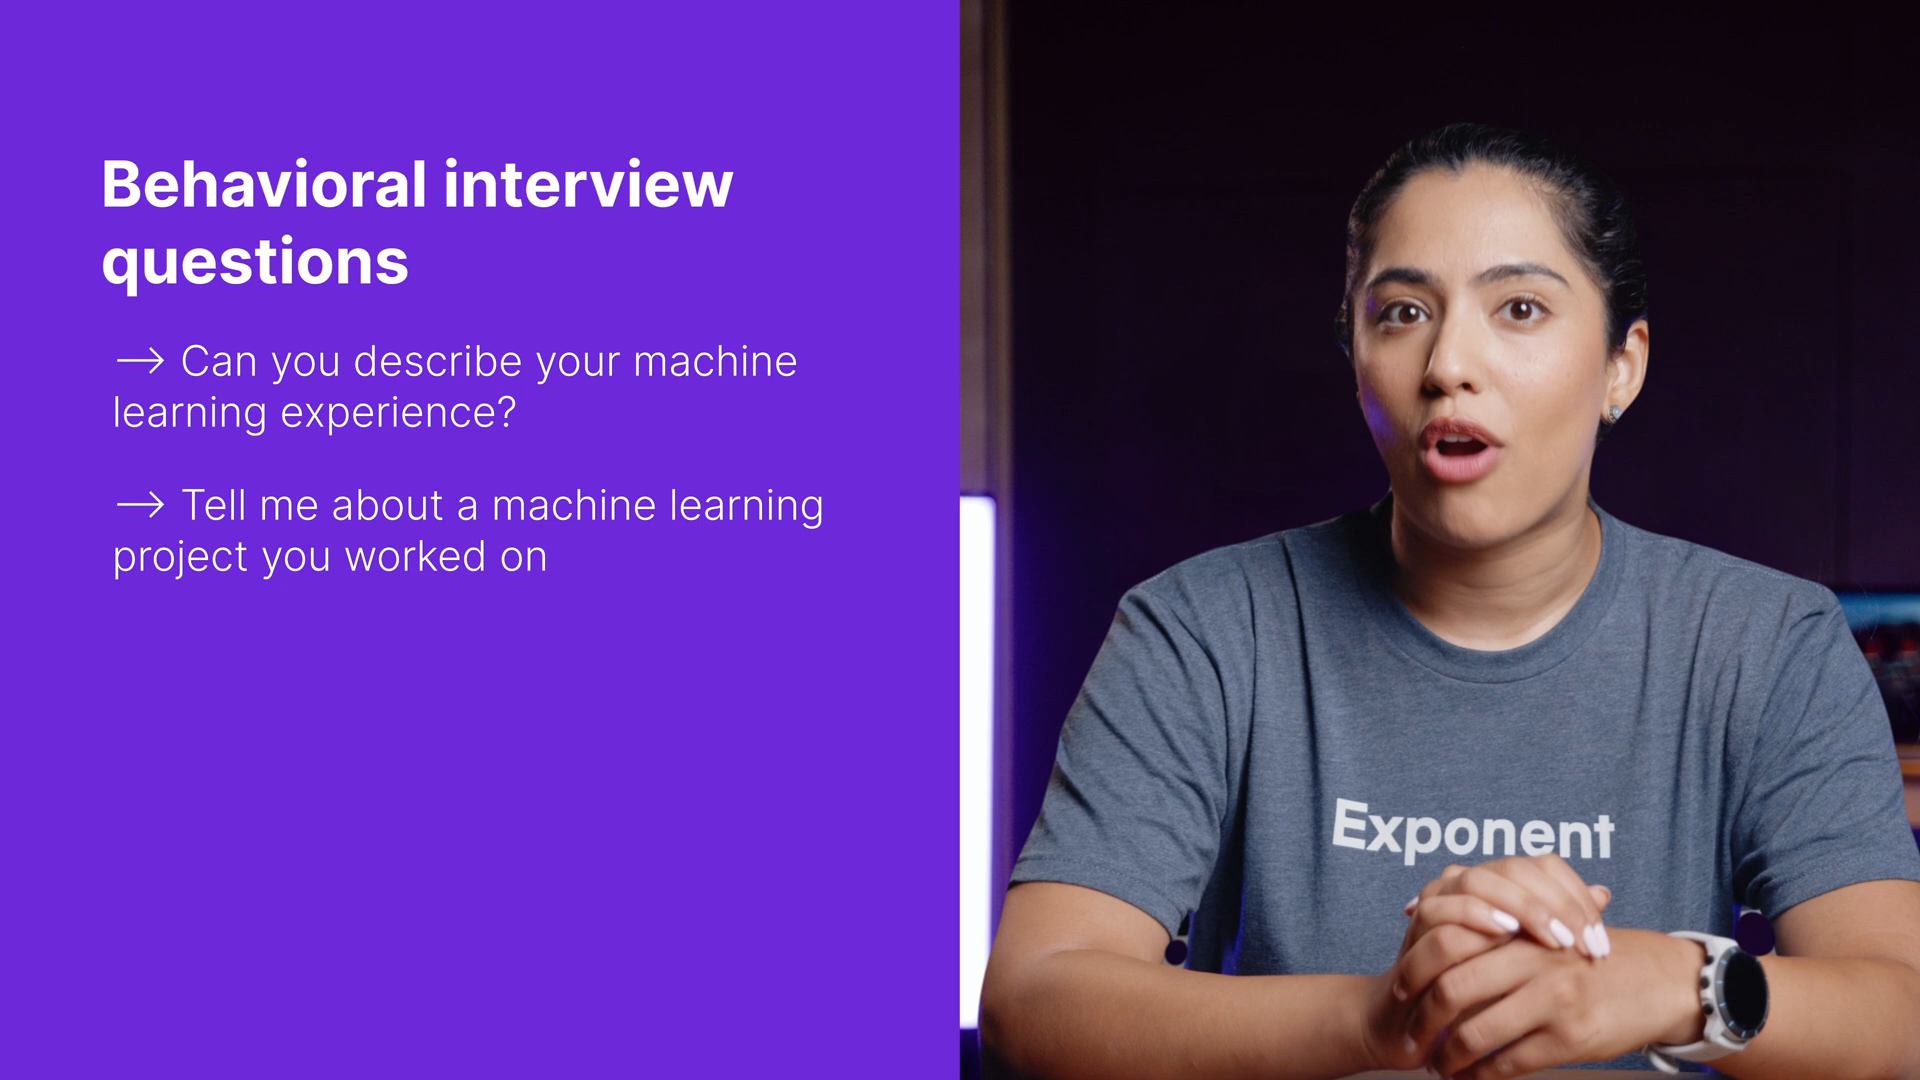 Behavioral interview
questions
→ Can you describe your machine
learning experience?
→ Tell me about a machine learning
project you worked on
Exponent